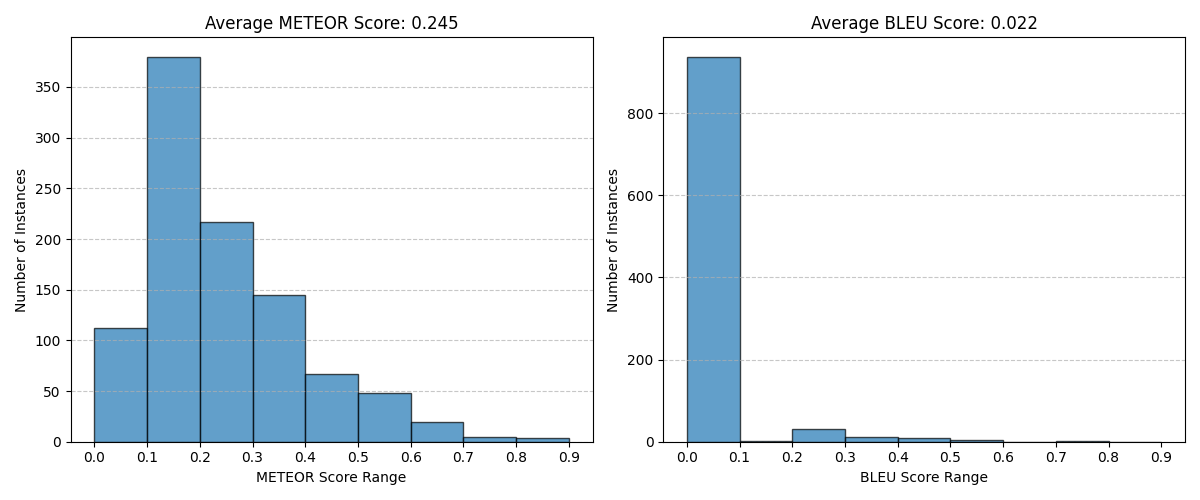 Average METEOR Score: 0.245
Number of Instances
350
300
250
200
150
100
50
0
0.0 0.1 0.2 0.3 0.4 0.5 0.6 0.7 0.8 0.9
METEOR Score Range
Average BLEU Score: 0.022
Number of Instances
800
600
400
200
0
0.0 0.1 0.2 0.3 0.4 0.5 0.6 0.7 0.8 0.9
BLEU Score Range